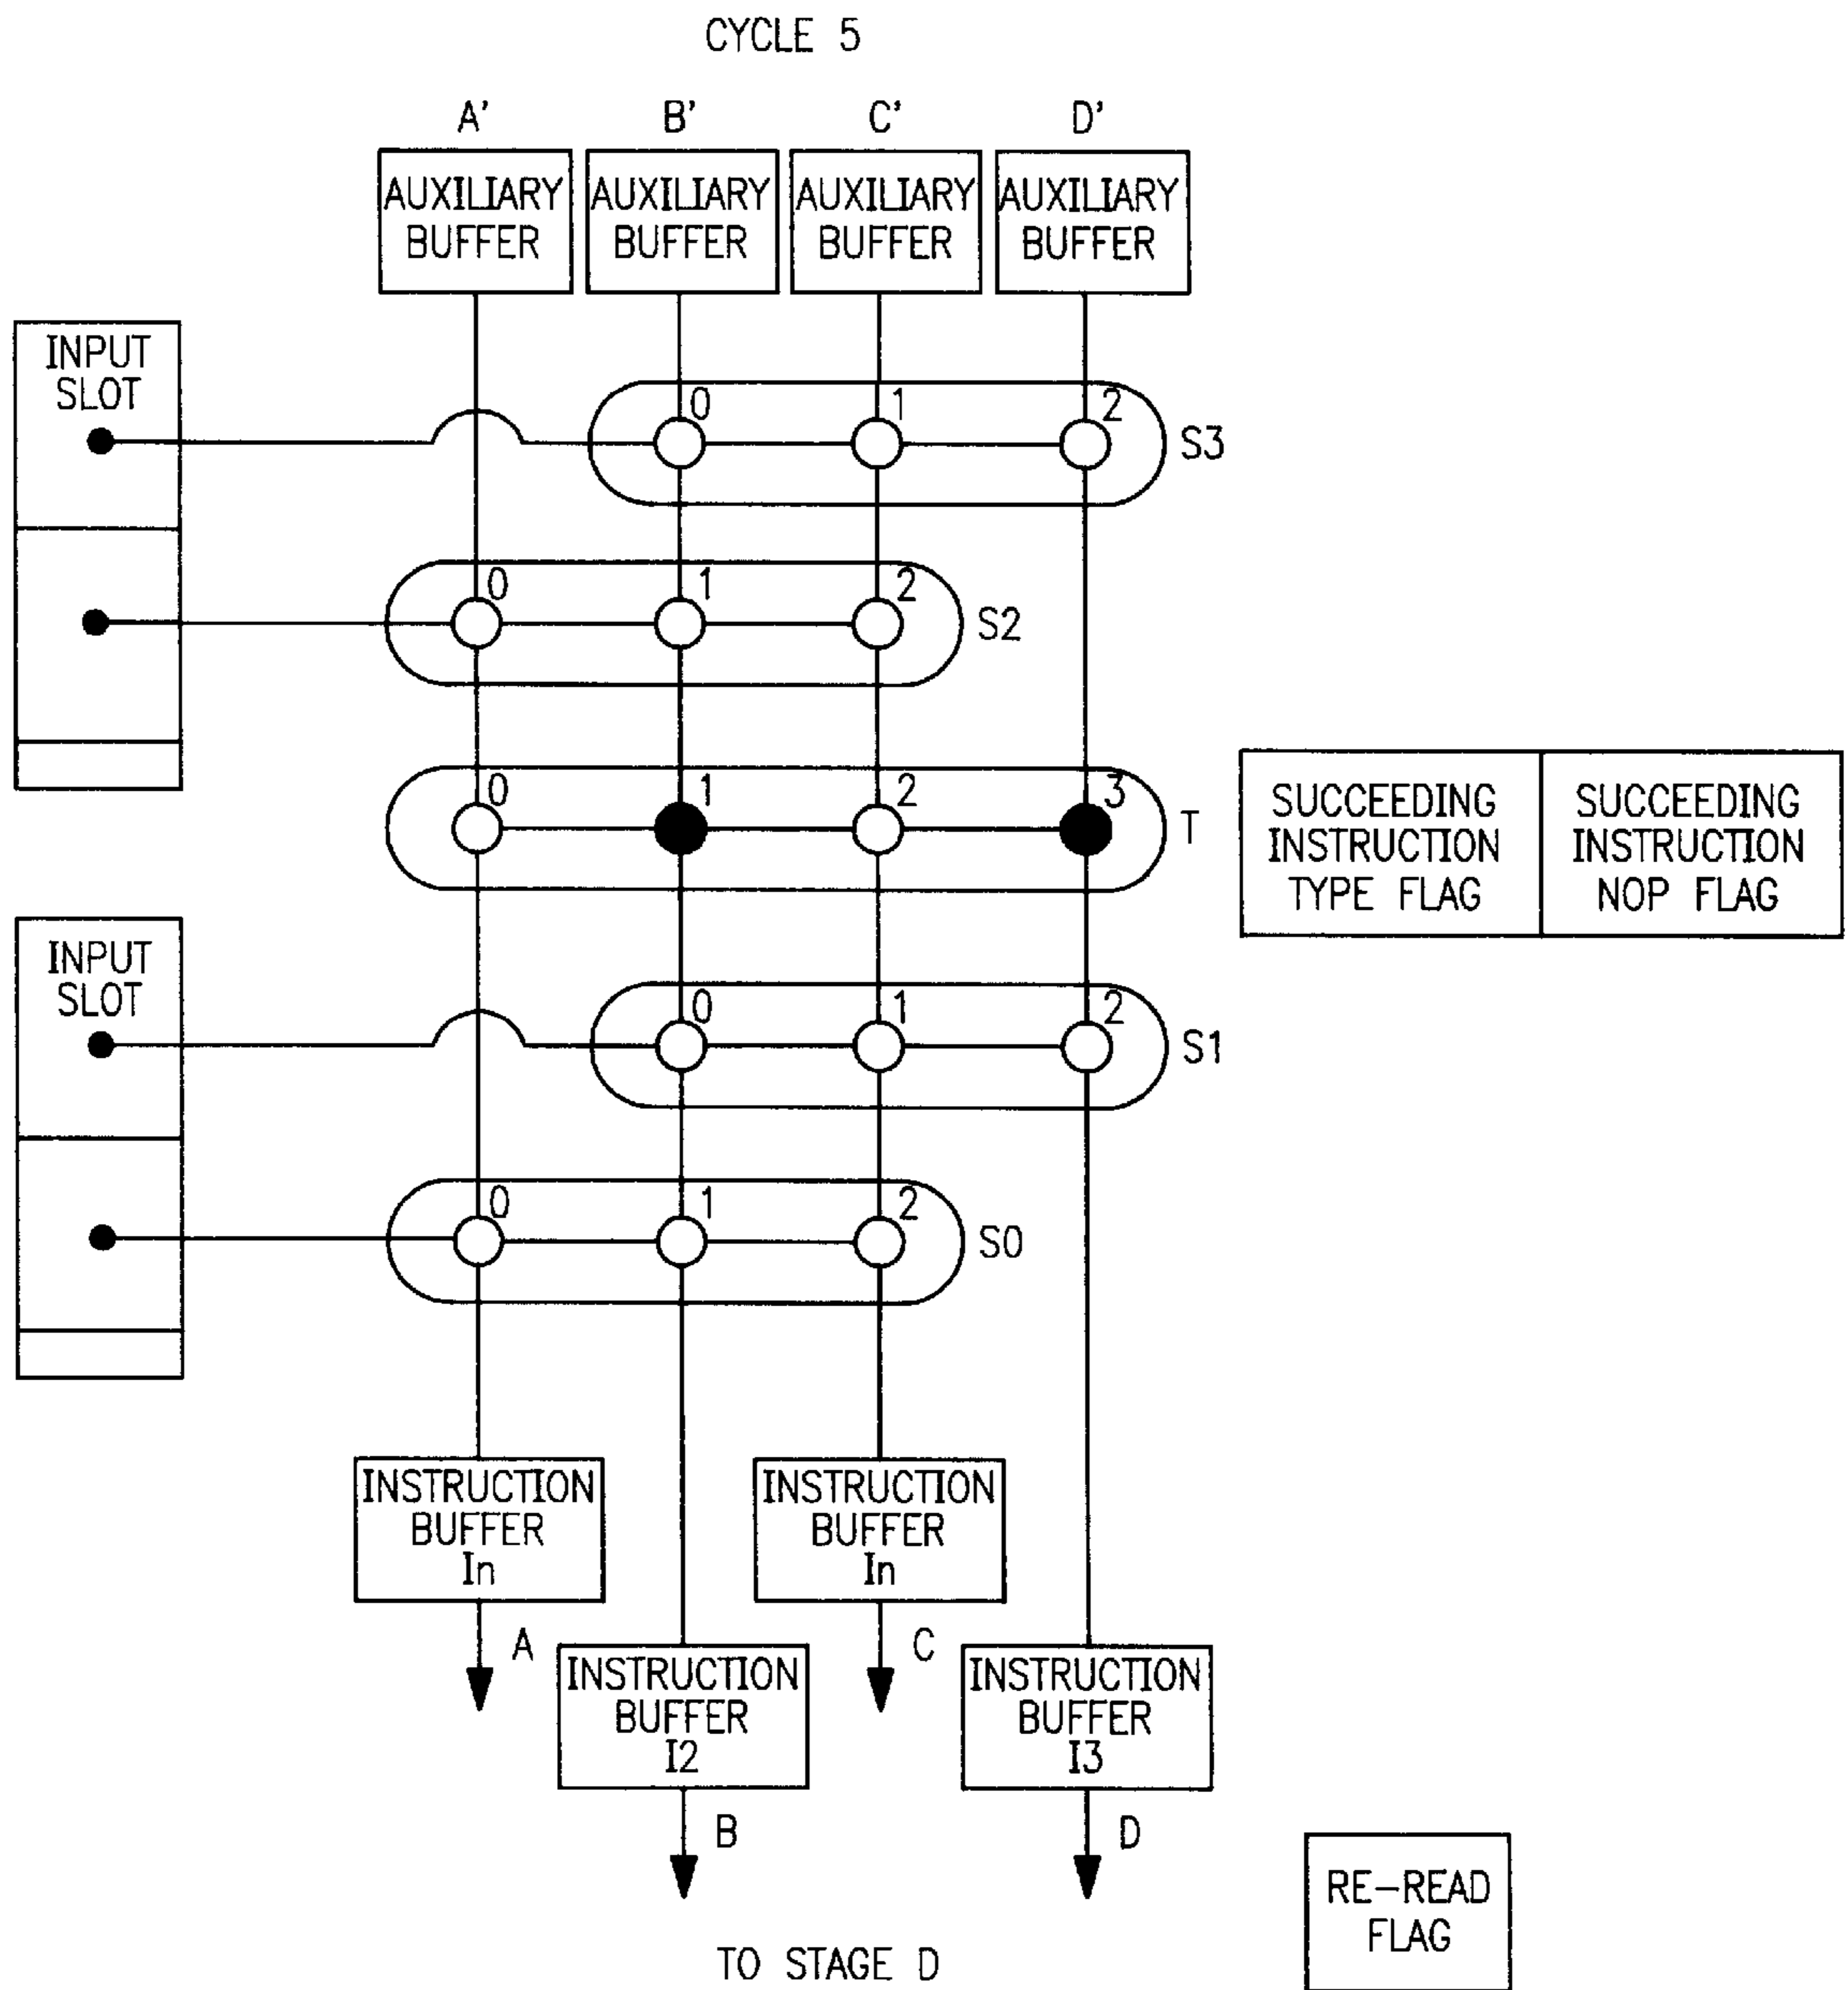 CYCLE 5
A' B' C' D'
AUXILIARY BUFFER
AUXILIARY BUFFER
AUXILIARY BUFFER
AUXILIARY BUFFER
INPUT SLOT
0 1 2 S3
0 1 2 S2
0 1 2 3 T
SUCCEEDING INSTRUCTION TYPE FLAG
SUCCEEDING INSTRUCTION NOP FLAG
INPUT SLOT
0 1 2 S1
0 1 2 S0
INSTRUCTION BUFFER In
INSTRUCTION BUFFER In
A
C
INSTRUCTION BUFFER I2
INSTRUCTION BUFFER I3
B
D
RE-READ FLAG
TO STAGE D